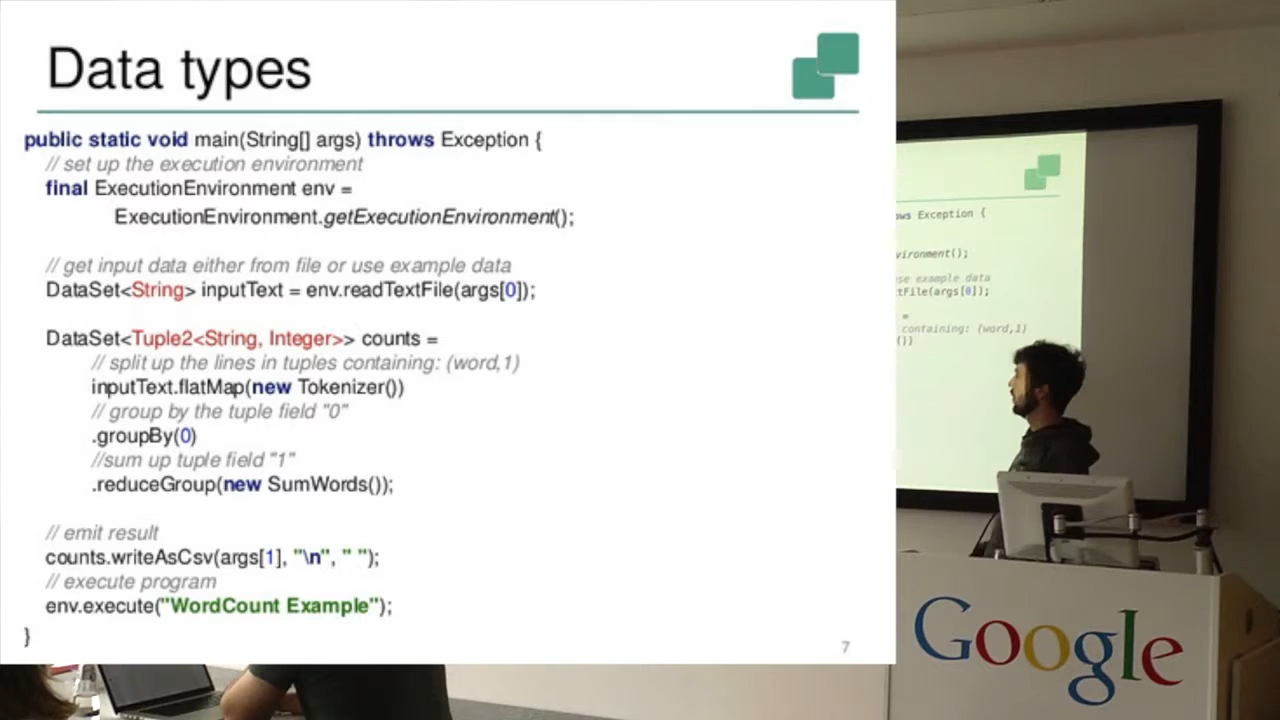 Data types
public static void main(String[] args) throws Exception {
// set up the execution environment
final ExecutionEnvironment env =
ExecutionEnvironment.getExecutionEnvironment();
// get input data either from file or use example data
DataSet<String> inputText = env.readTextFile(args[0]);
DataSet<Tuple2<String, Integer>> counts =
// split up the lines in tuples containing: (word,1)
inputText.flatMap(new Tokenizer())
// group by the tuple field "0"
.groupBy(0)
//sum up tuple field "1"
.reduceGroup(new SumWords());
// emit result
counts.writeAsCsv(args[1], "\n", " ");
// execute program
env.execute("WordCount Example");
}
7
ows Exception {
vironment();
use example data
tFile(args[0]);
=
containing: (word,1)
())
Google